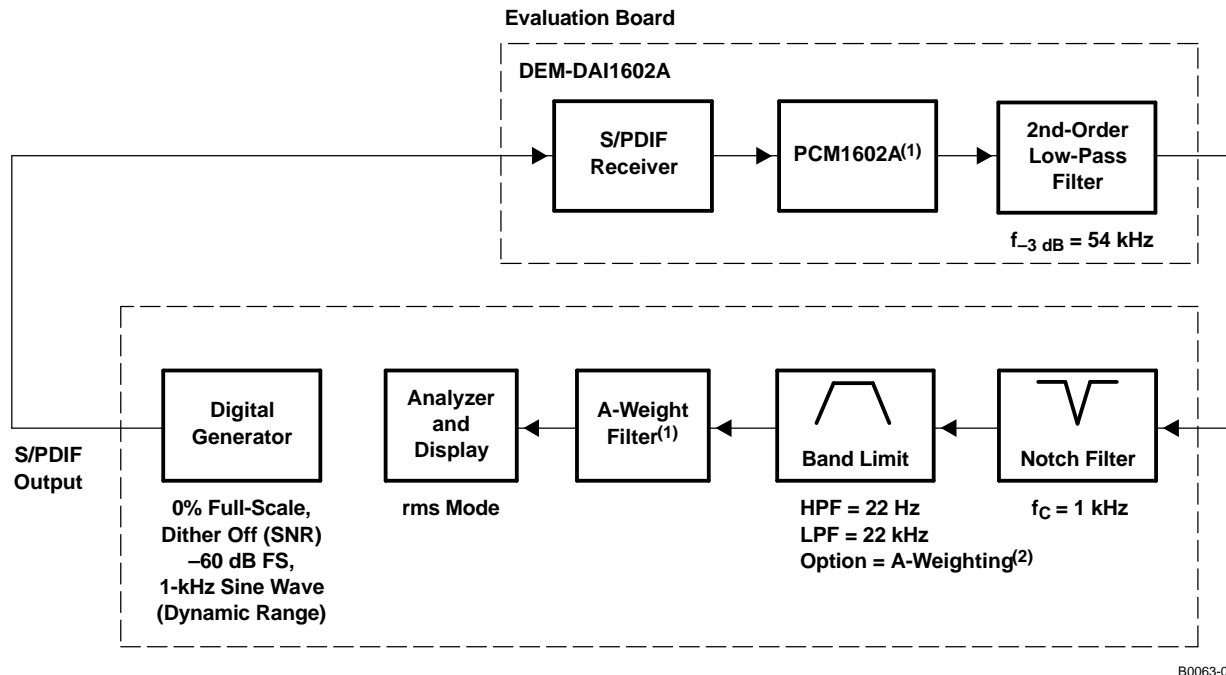 Evaluation Board
DEM-DAI1602A
S/PDIF
Receiver
PCM1602A(1)
2nd-Order
Low-Pass
Filter
f–3 dB = 54 kHz
S/PDIF
Output
Digital
Generator
0% Full-Scale,
Dither Off (SNR)
–60 dB FS,
1-kHz Sine Wave
(Dynamic Range)
Analyzer
and
Display
rms Mode
A-Weight
Filter(1)
Band Limit
HPF = 22 Hz
LPF = 22 kHz
Option = A-Weighting(2)
Notch Filter
fC = 1 kHz